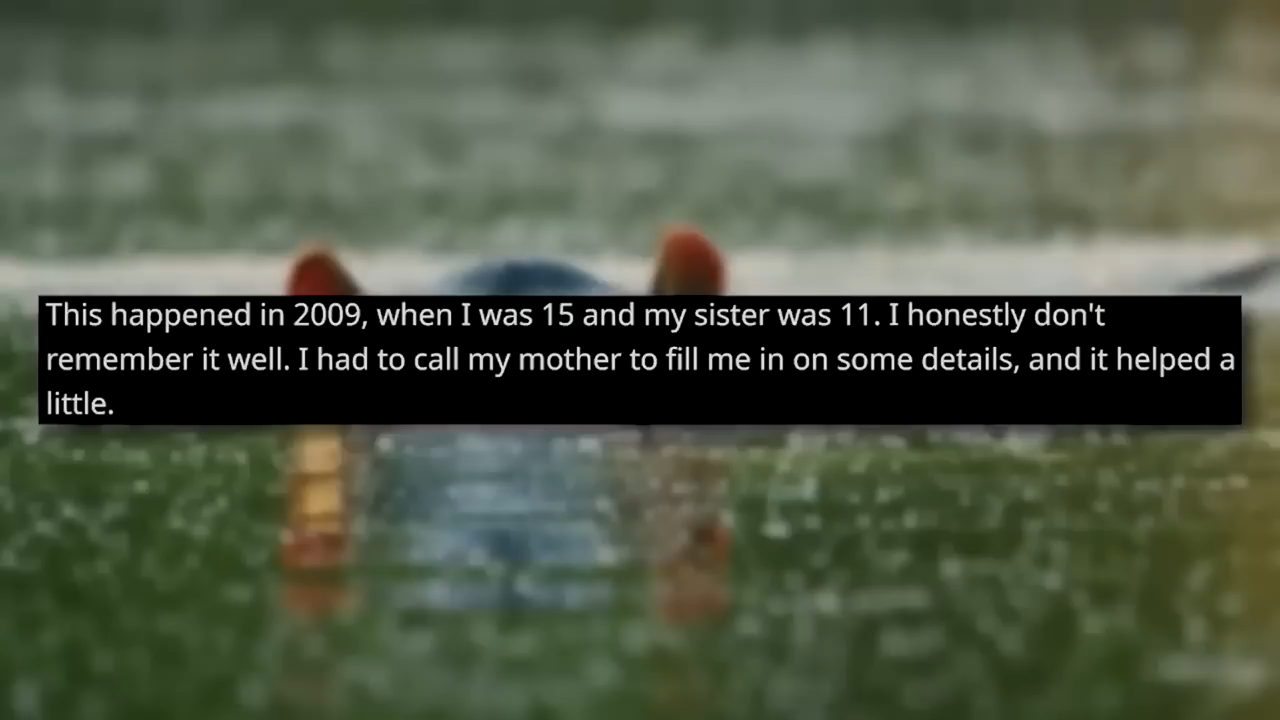 This happened in 2009, when I was 15 and my sister was 11. I honestly don't
remember it well. I had to call my mother to fill me in on some details, and it helped a
little.